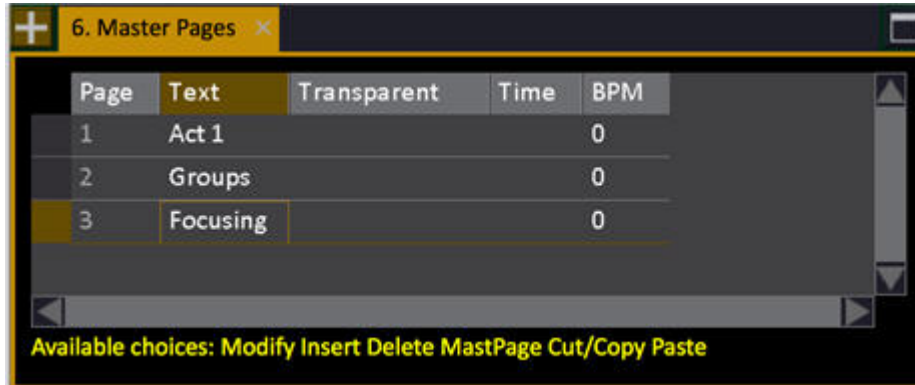 6. Master Pages
Page Text Transparent Time BPM
1 Act 1 0
2 Groups 0
3 Focusing 0
Available choices: Modify Insert Delete MastPage Cut/Copy Paste